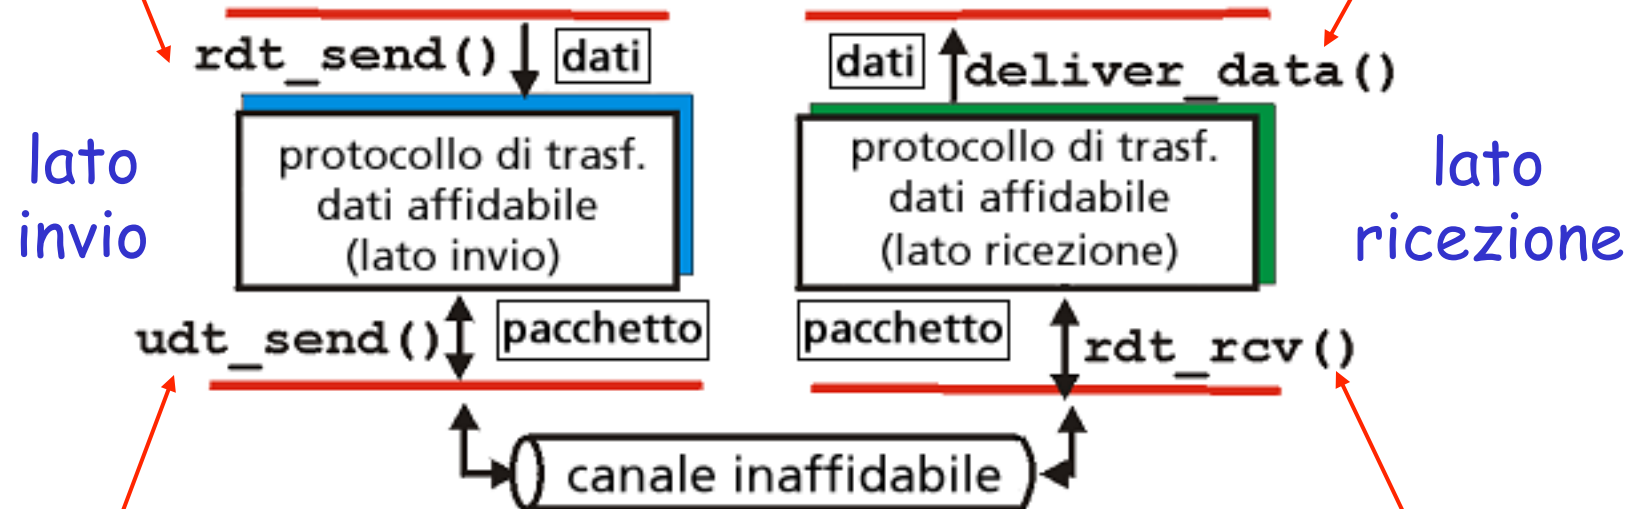 rdt_send()
dati
dati
deliver_data()
lato
invio
protocollo di trasf.
dati affidabile
(lato invio)
protocollo di trasf.
dati affidabile
(lato ricezione)
lato
ricezione
udt_send()
pacchetto
pacchetto
rdt_rcv()
canale inaffidabile